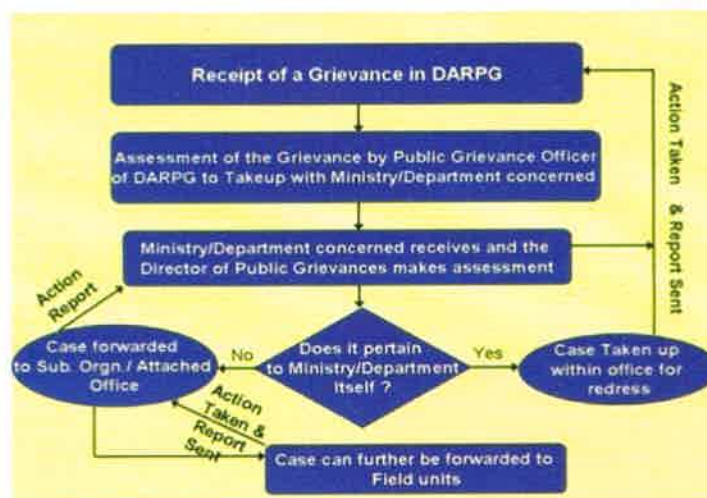 Receipt of a Grievance in DARPG
Assessment of the Grievance by Public Grievance Officer
of DARPG to Takeup with Ministry/Department concerned
Ministry/Department concerned receives and the
Director of Public Grievances makes assessment
Action
Report
Case forwarded
to Sub. Orgn./ Attached
Office
No
Does it pertain
to Ministry/Department
Itself ?
Yes
Case Taken up
within office for
redress
Action Taken & Report Sent
Action
Taken &
Report
Sent
Case can further be forwarded to
Field units